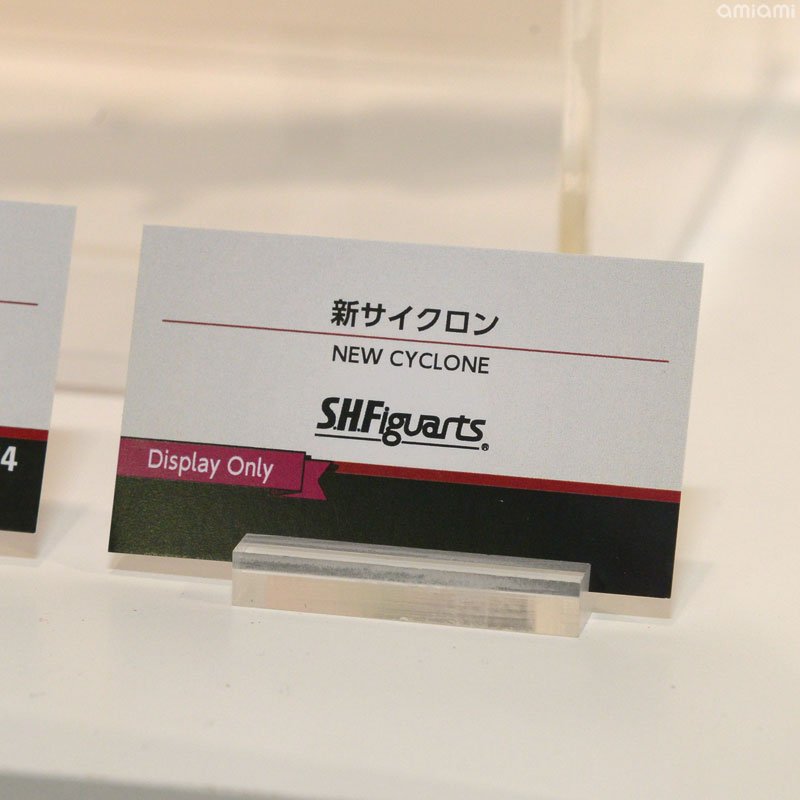 amiami
新サイクロン
NEW CYCLONE
S.H.Figuarts®
Display Only
4